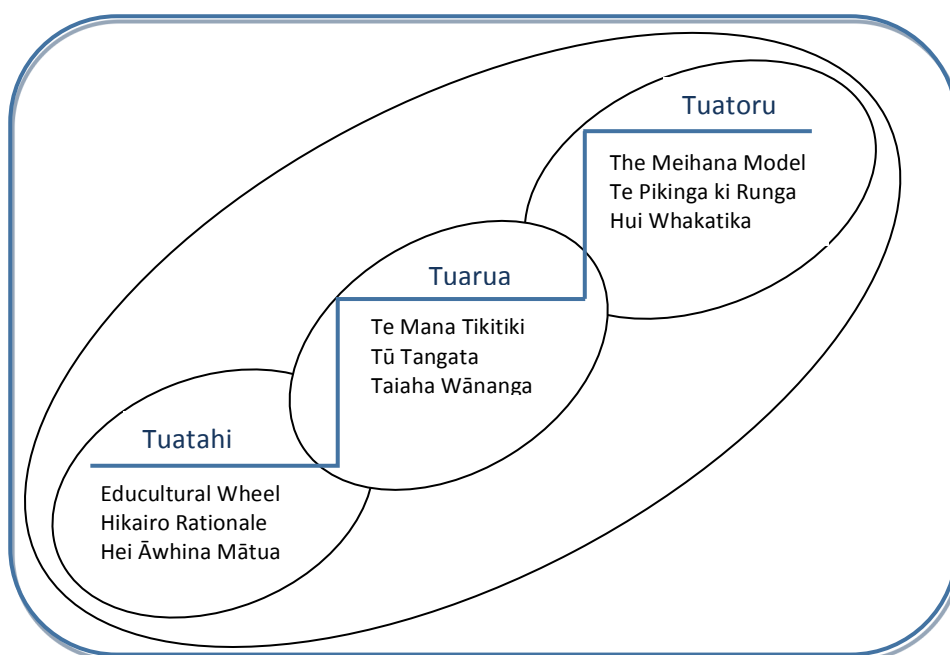 Tuatoru
The Meihana Model
Te Pikinga ki Runga
Hui Whakatika
Tuarua
Te Mana Tikitiki
Tū Tangata
Taiaha Wānanga
Tuatahi
Educultural Wheel
Hikairo Rationale
Hei Āwhina Mātua